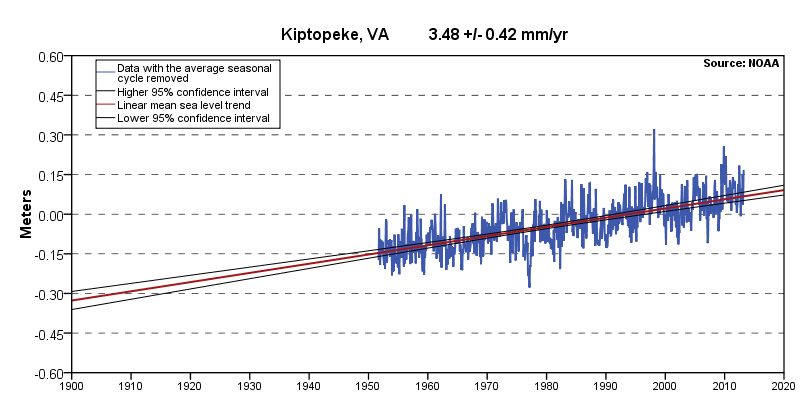 Kiptopeke, VA 3.48 +/- 0.42 mm/yr
Source: NOAA
Data with the average seasonal
cycle removed
Higher 95% confidence interval
Linear mean sea level trend
Lower 95% confidence interval
Meters
0.60
0.45
0.30
0.15
0.00
-0.15
-0.30
-0.45
-0.60
1900 1910 1920 1930 1940 1950 1960 1970 1980 1990 2000 2010 2020